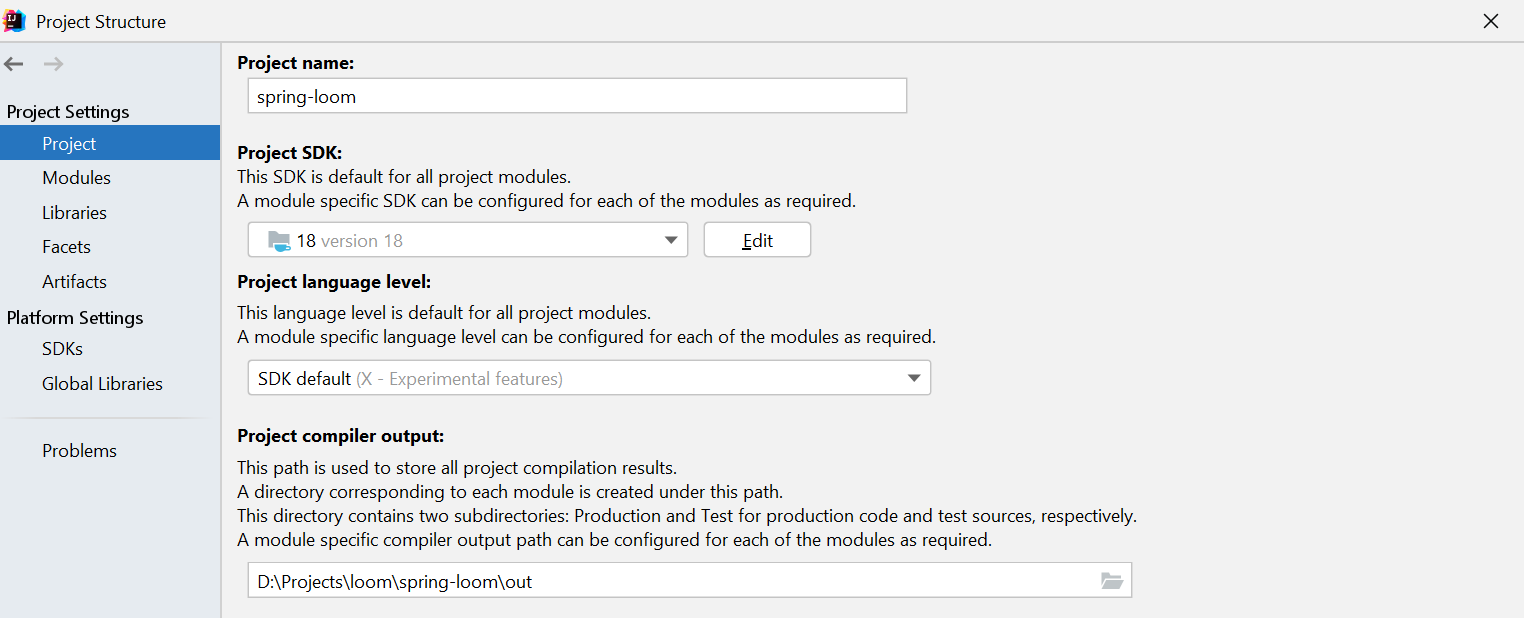 Project Structure
Project Settings
Project
Modules
Libraries
Facets
Artifacts
Platform Settings
SDKs
Global Libraries
Problems
Project name:
spring-loom
Project SDK:
This SDK is default for all project modules.
A module specific SDK can be configured for each of the modules as required.
18 version 18
Edit
Project language level:
This language level is default for all project modules.
A module specific language level can be configured for each of the modules as required.
SDK default (X - Experimental features)
Project compiler output:
This path is used to store all project compilation results.
A directory corresponding to each module is created under this path.
This directory contains two subdirectories: Production and Test for production code and test sources, respectively.
A module specific compiler output path can be configured for each of the modules as required.
D:\Projects\loom\spring-loom\out